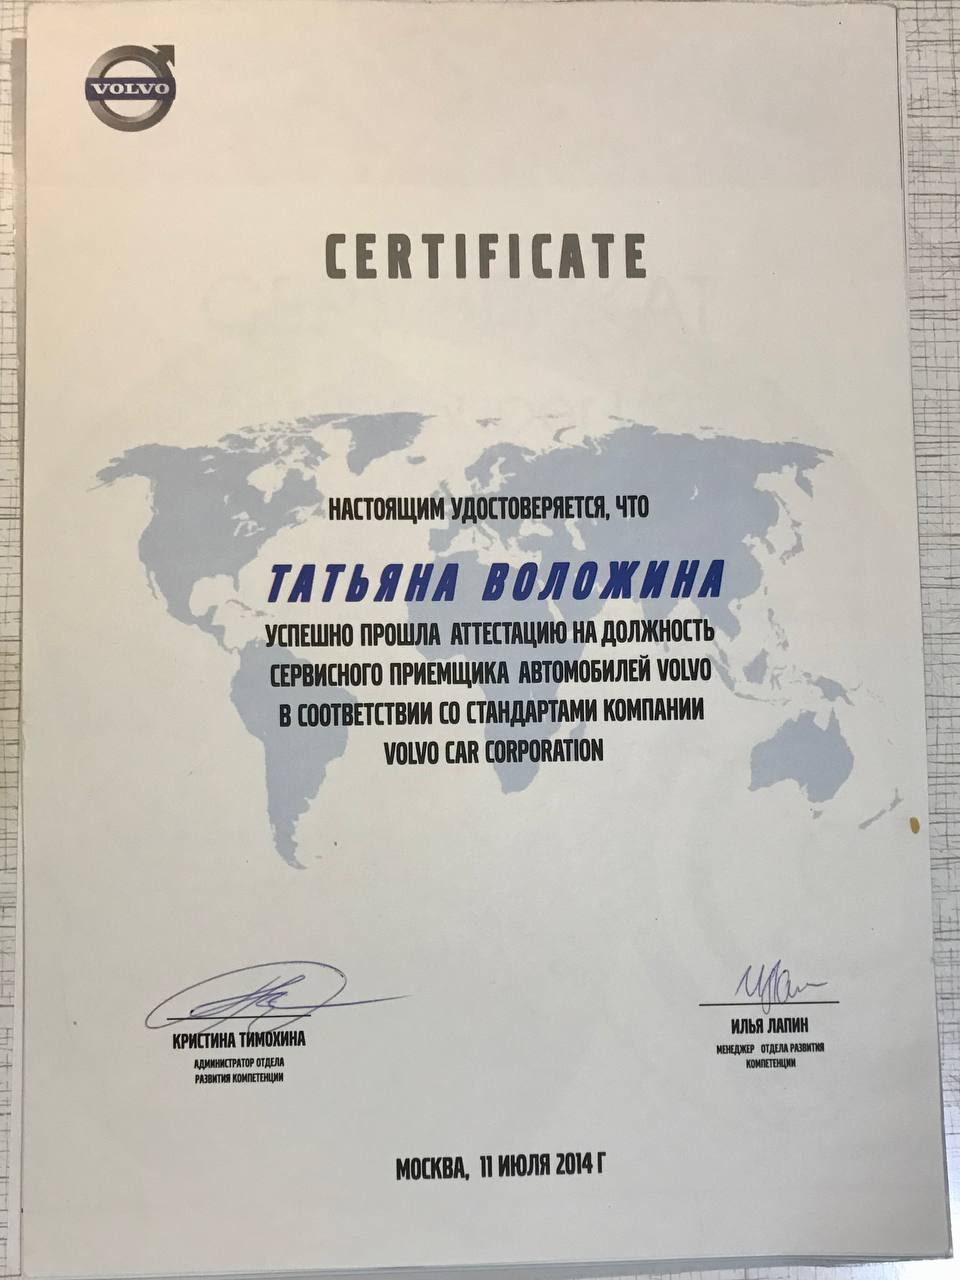 VOLVO
CERTIFICATE
НАСТОЯЩИМ УДОСТОВЕРЯЕТСЯ, ЧТО
ТАТЬЯНА ВОЛОЖИНА
УСПЕШНО ПРОШЛА АТТЕСТАЦИЮ НА ДОЛЖНОСТЬ
СЕРВИСНОГО ПРИЕМЩИКА АВТОМОБИЛЕЙ VOLVO
В СООТВЕТСТВИИ СО СТАНДАРТАМИ КОМПАНИИ
VOLVO CAR CORPORATION
КРИСТИНА ТИМОХИНА
АДМИНИСТРАТОР ОТДЕЛА
РАЗВИТИЯ КОМПЕТЕНЦИИ
ИЛЬЯ ЛАПИН
МЕНЕДЖЕР ОТДЕЛА РАЗВИТИЯ
КОМПЕТЕНЦИИ
МОСКВА, 11 ИЮЛЯ 2014 Г